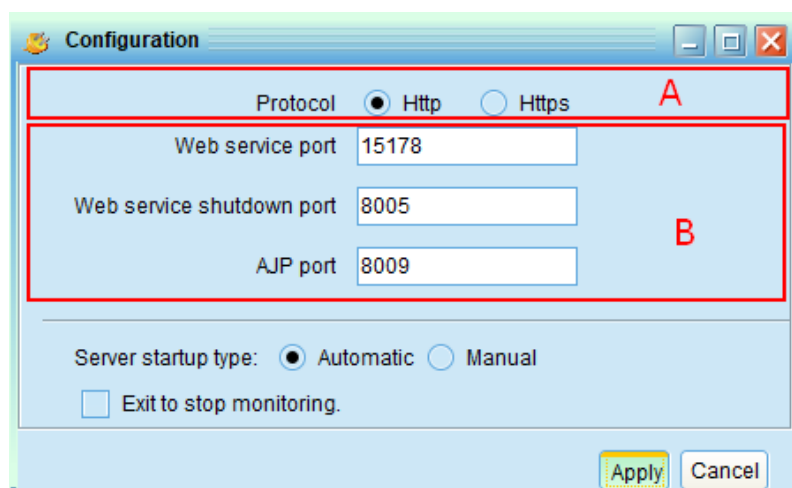 Configuration
Protocol Http Https A
Web service port 15178
Web service shutdown port 8005
B
AJP port 8009
Server startup type: Automatic Manual
Exit to stop monitoring.
Apply Cancel